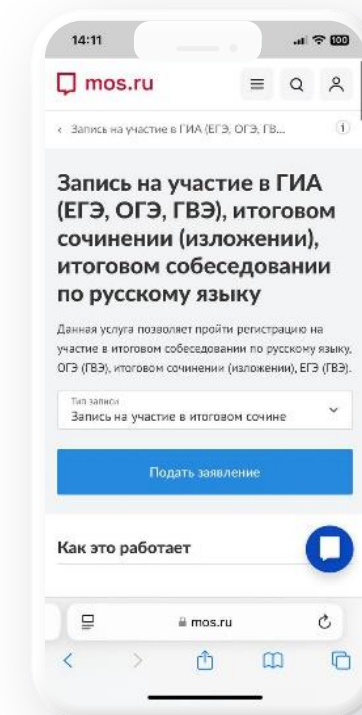 14:11
100
mos.ru
‹ Запись на участие в ГИА (ЕГЭ, ОГЭ, ГВ...
1
Запись на участие в ГИА
(ЕГЭ, ОГЭ, ГВЭ), итоговом
сочинении (изложении),
итоговом собеседовании
по русскому языку
Данная услуга позволяет пройти регистрацию на
участие в итоговом собеседовании по русскому языку,
ОГЭ (ГВЭ), итоговом сочинении (изложении), ЕГЭ (ГВЭ).
Тип записи
Запись на участие в итоговом сочине
Подать заявление
Как это работает
mos.ru